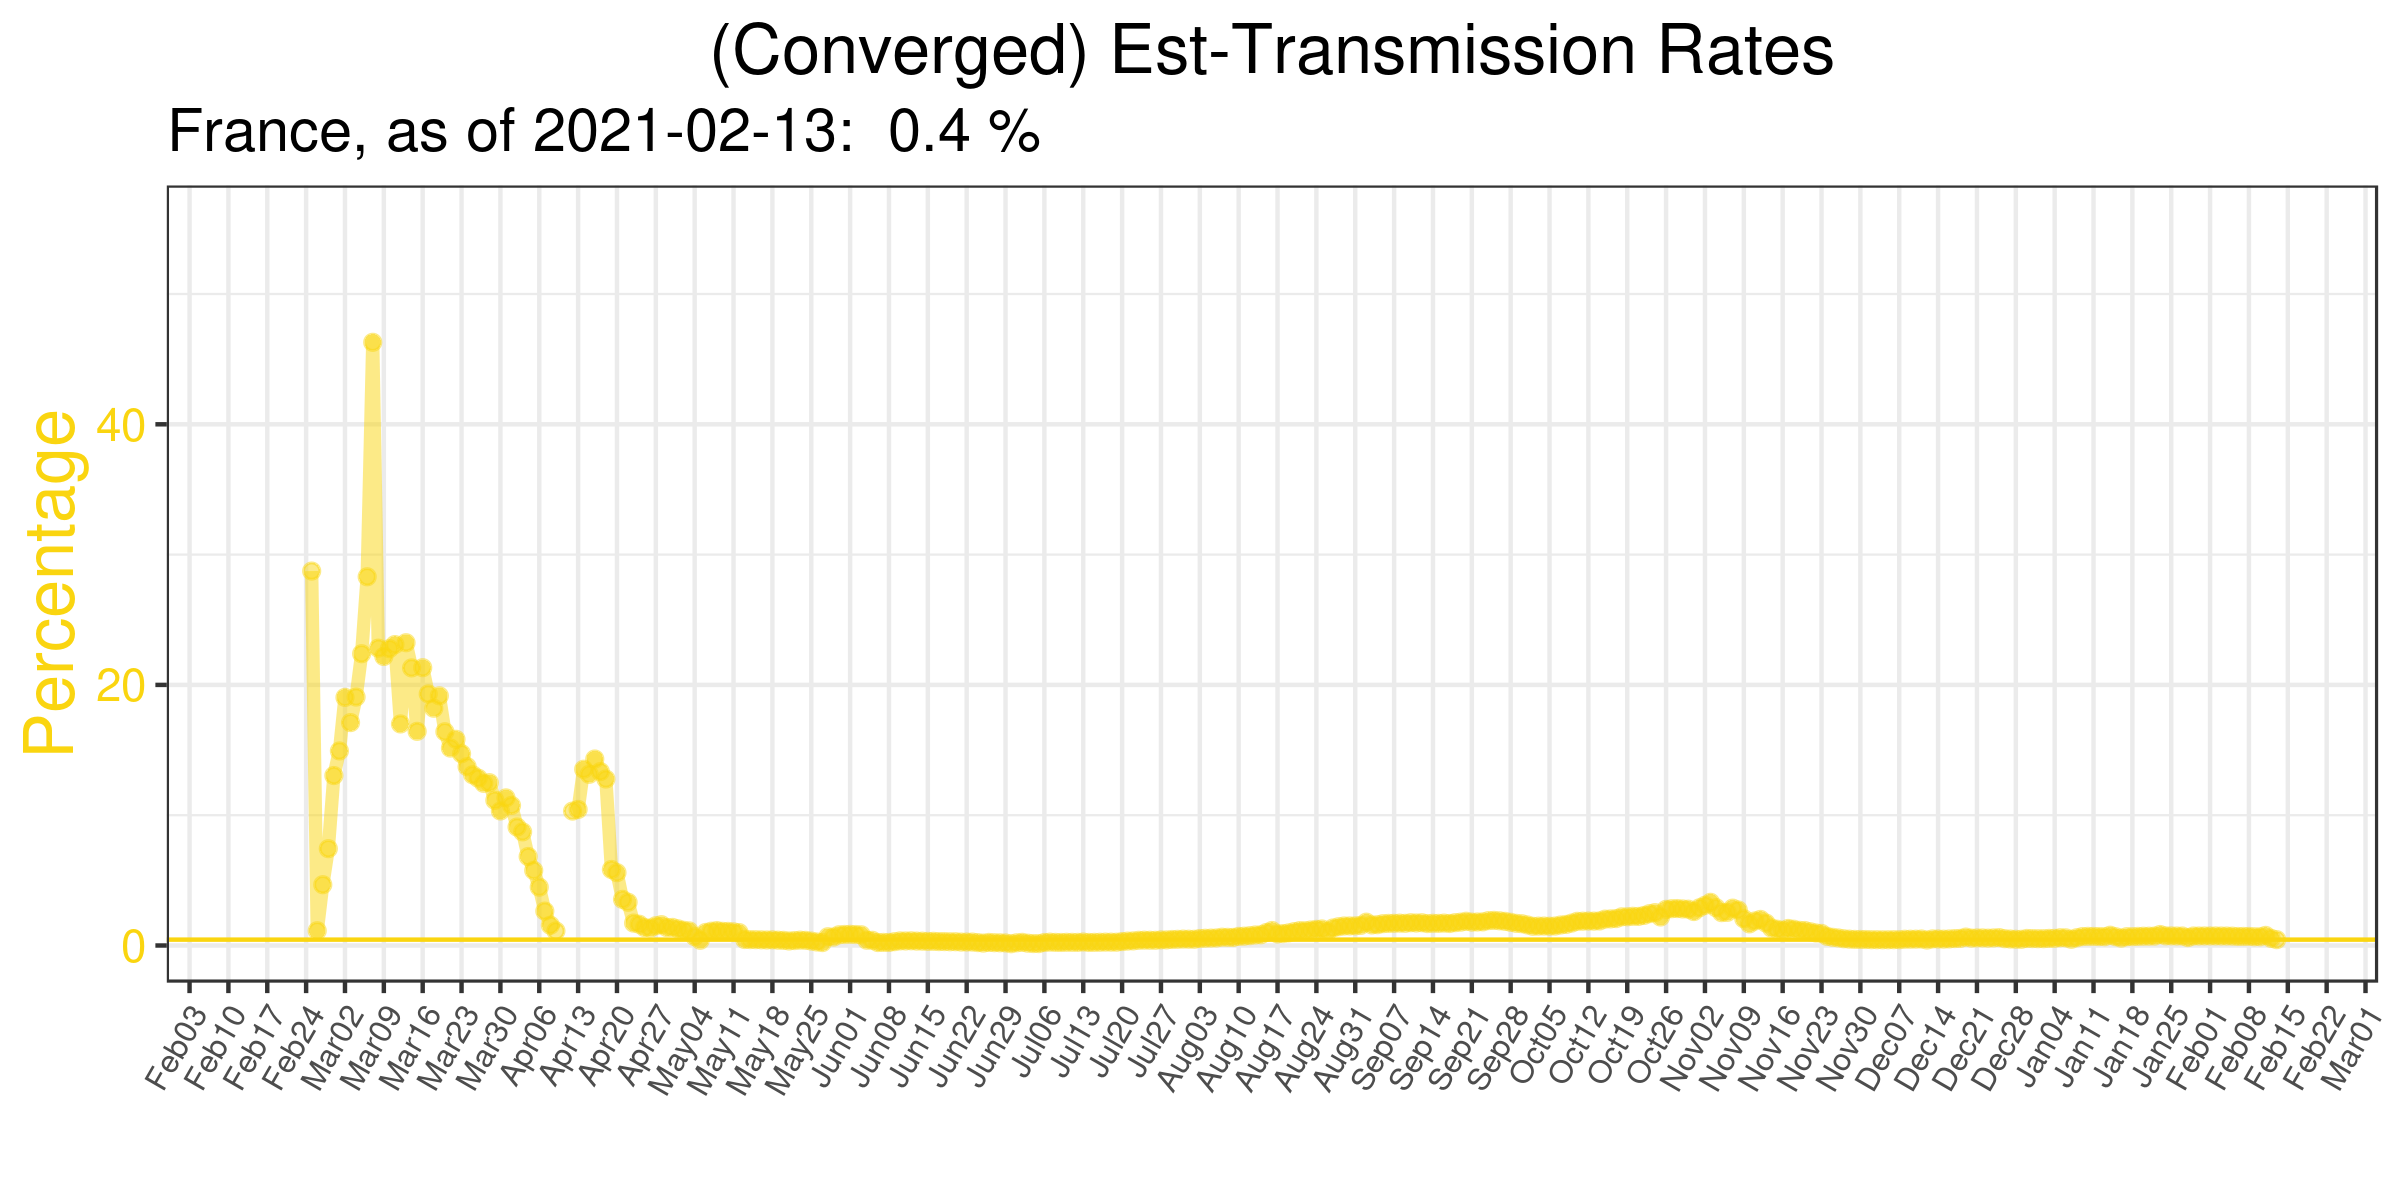 (Converged) Est-Transmission Rates
France, as of 2021-02-13:  0.4 %
Percentage
40
20
0
Feb03
Feb10
Feb17
Feb24
Mar02
Mar09
Mar16
Mar23
Mar30
Apr06
Apr13
Apr20
Apr27
May04
May11
May18
May25
Jun01
Jun08
Jun15
Jun22
Jun29
Jul06
Jul13
Jul20
Jul27
Aug03
Aug10
Aug17
Aug24
Aug31
Sep07
Sep14
Sep21
Sep28
Oct05
Oct12
Oct19
Oct26
Nov02
Nov09
Nov16
Nov23
Nov30
Dec07
Dec14
Dec21
Dec28
Dec04
Jan11
Jan18
Jan25
Feb01
Feb08
Feb15
Feb22
Mar01